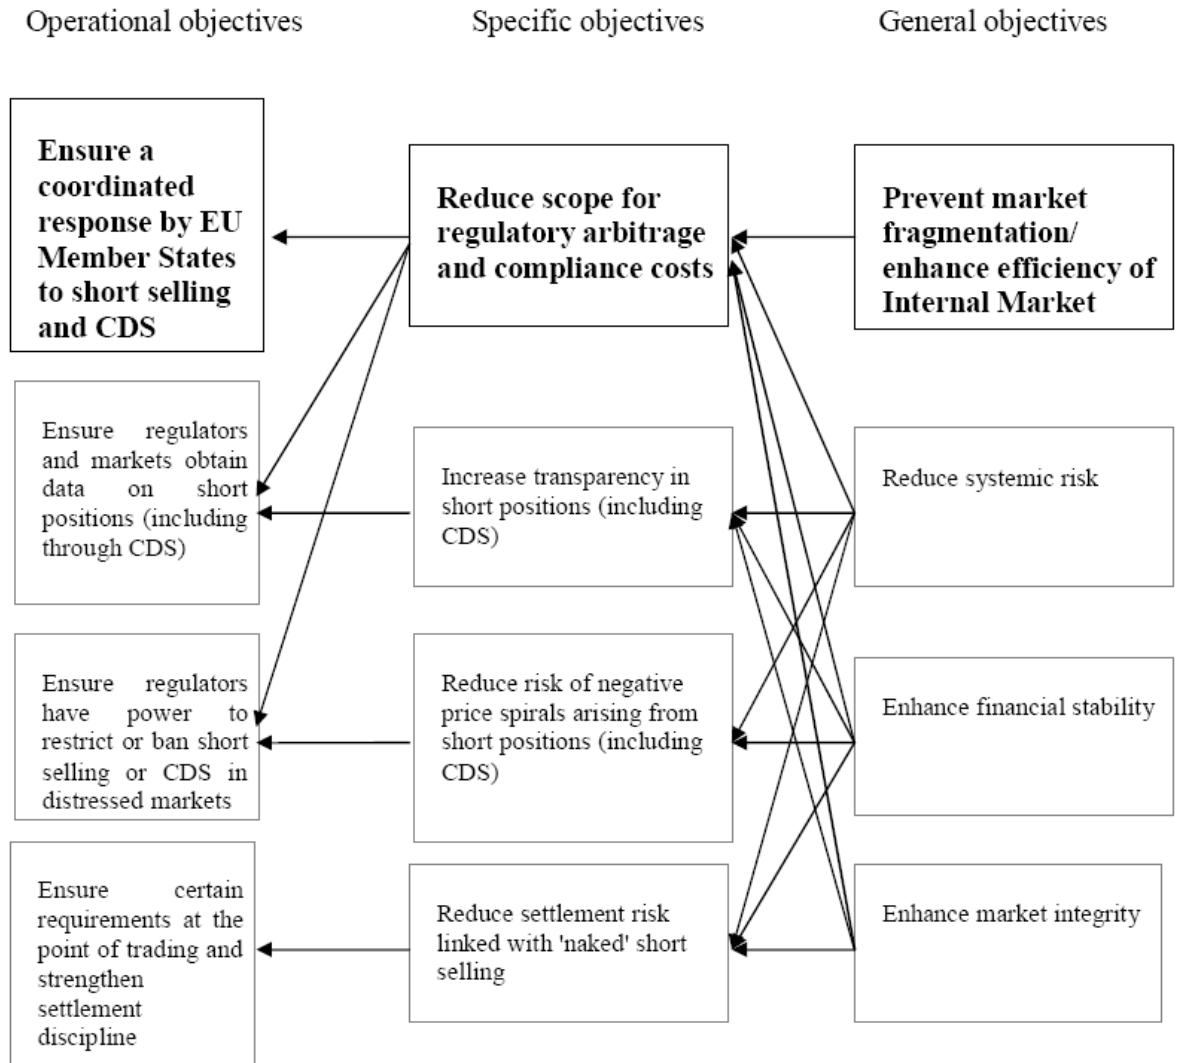 Operational objectives
Specific objectives
General objectives
Ensure a
coordinated
response by EU
Member States
to short selling
and CDS
Reduce scope for
regulatory arbitrage
and compliance costs
Prevent market
fragmentation/
enhance efficiency of
Internal Market
Ensure regulators
and markets obtain
data on short
positions (including
through CDS)
Increase transparency in
short positions (including
CDS)
Reduce systemic risk
Ensure regulators
have power to
restrict or ban short
selling or CDS in
distressed markets
Reduce risk of negative
price spirals arising from
short positions (including
CDS)
Enhance financial stability
Ensure certain
requirements at the
point of trading and
strengthen
settlement
discipline
Reduce settlement risk
linked with 'naked' short
selling
Enhance market integrity